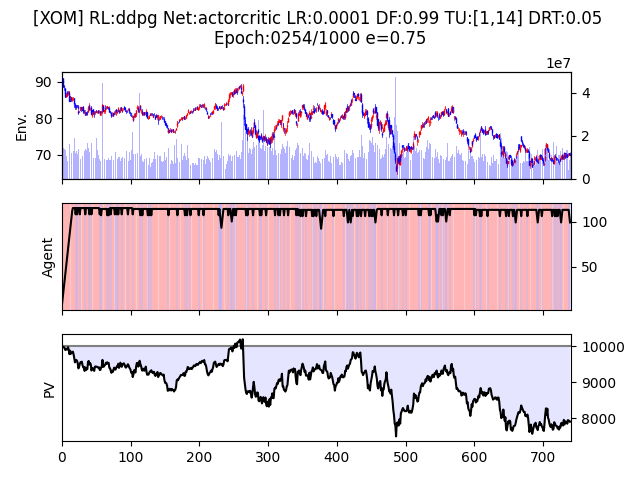 [XOM] RL:ddpg Net:actorcritic LR:0.0001 DF:0.99 TU:[1,14] DRT:0.05
Epoch:0254/1000 e=0.75
1e7
Env.
90
80
70
4
2
0
Agent
100
50
PV
10000
9000
8000
0 100 200 300 400 500 600 700